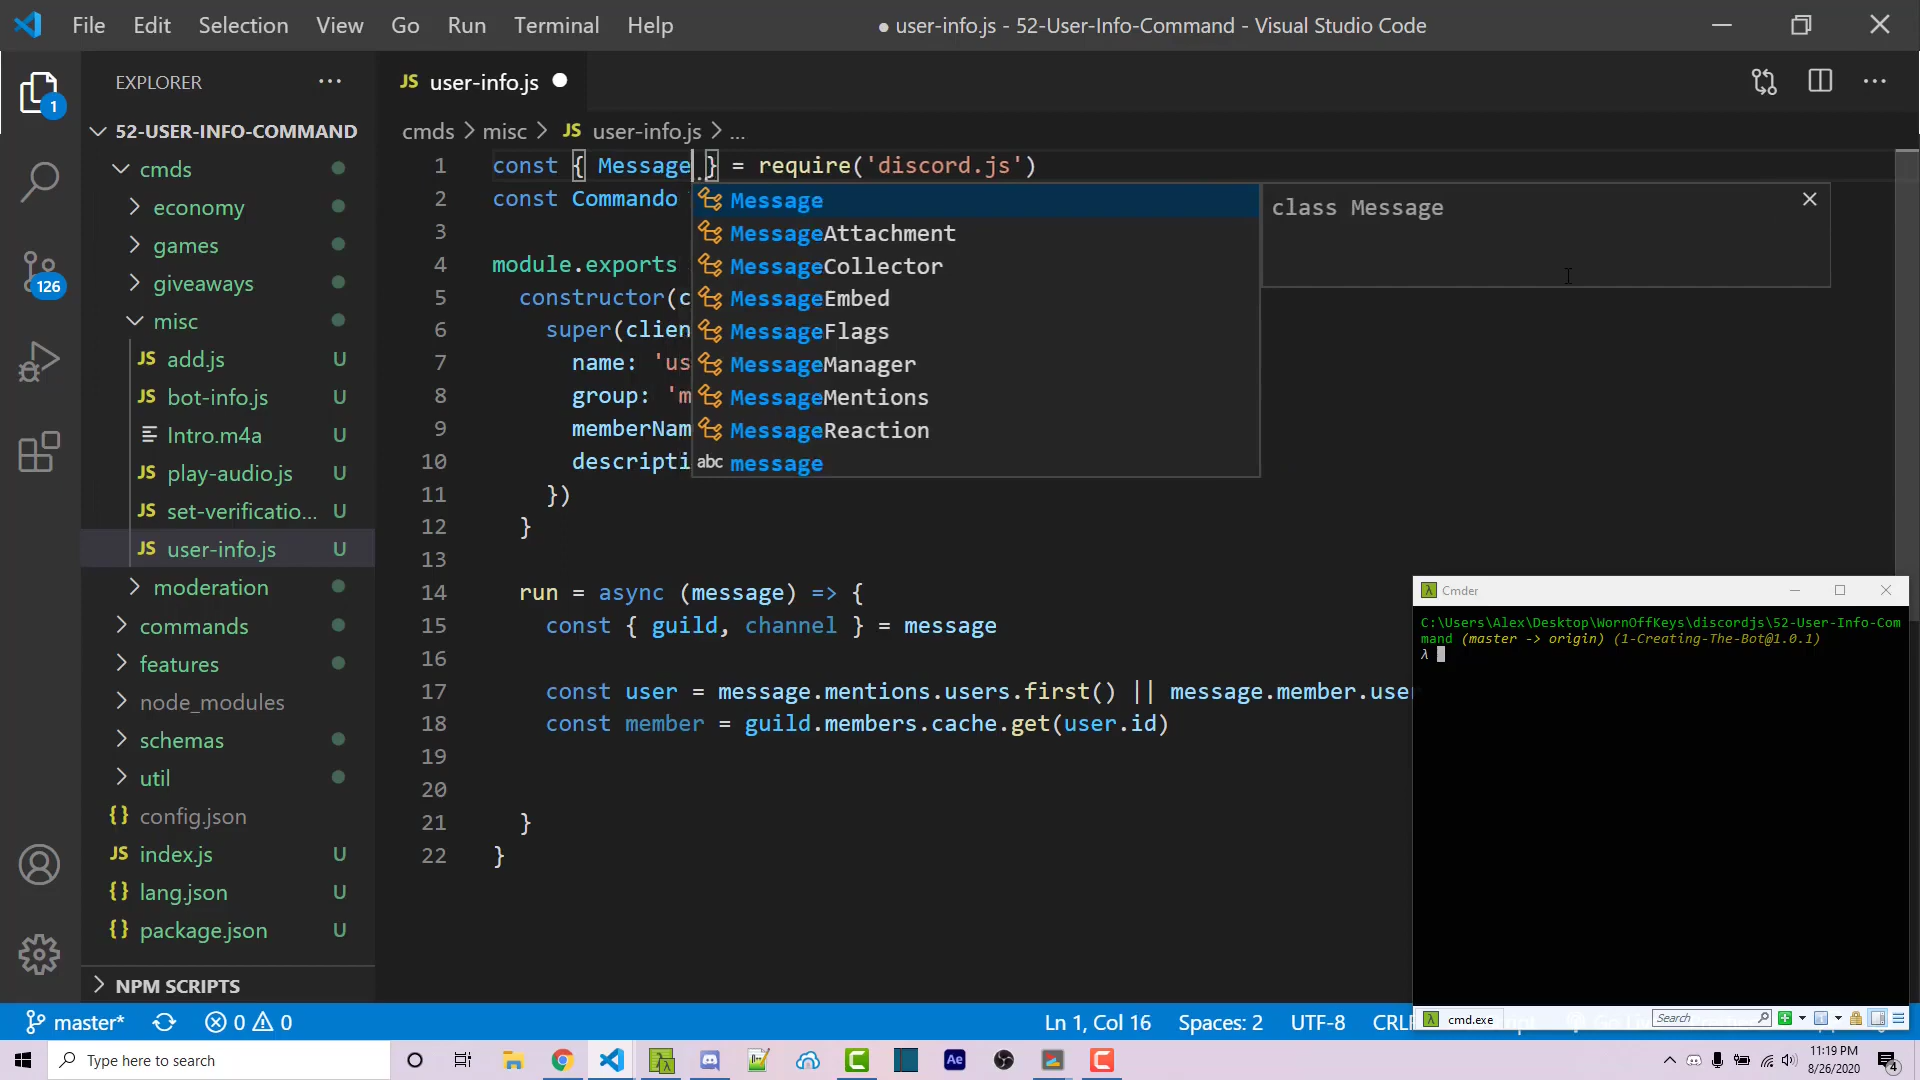 File Edit Selection View Go Run Terminal Help
● user-info.js - 52-User-Info-Command - Visual Studio Code
EXPLORER
52-USER-INFO-COMMAND
cmds
economy
games
giveaways
misc
JS add.js U
JS bot-info.js U
Intro.m4a U
JS play-audio.js U
JS set-verificatio... U
JS user-info.js U
moderation
commands
features
node_modules
schemas
util
{} config.json
JS index.js U
{} lang.json U
{} package.json U
NPM SCRIPTS
1
126
JS user-info.js
cmds > misc > JS user-info.js > ...
1 const { Message } = require('discord.js')
2 const Commando
3
4 module.exports
5 constructor(c
6 super(clien
7 name: 'us
8 group: 'm
9 memberNam
10 descripti
11 })
12 }
13
14 run = async (message) => {
15 const { guild, channel } = message
16
17 const user = message.mentions.users.first() || message.member.user
18 const member = guild.members.cache.get(user.id)
19
20
21 }
22 }
Message
MessageAttachment
MessageCollector
MessageEmbed
MessageFlags
MessageManager
MessageMentions
MessageReaction
abc message
class Message
Cmder
C:\Users\Alex\Desktop\WornOffKeys\discordjs\52-User-Info-Com
mand (master -> origin) (1-Creating-The-Bot@1.0.1)
λ
cmd.exe
Search
master* 0 0
Ln 1, Col 16 Spaces: 2 UTF-8 CRLF
Type here to search
Ae
11:19 PM
8/26/2020
4